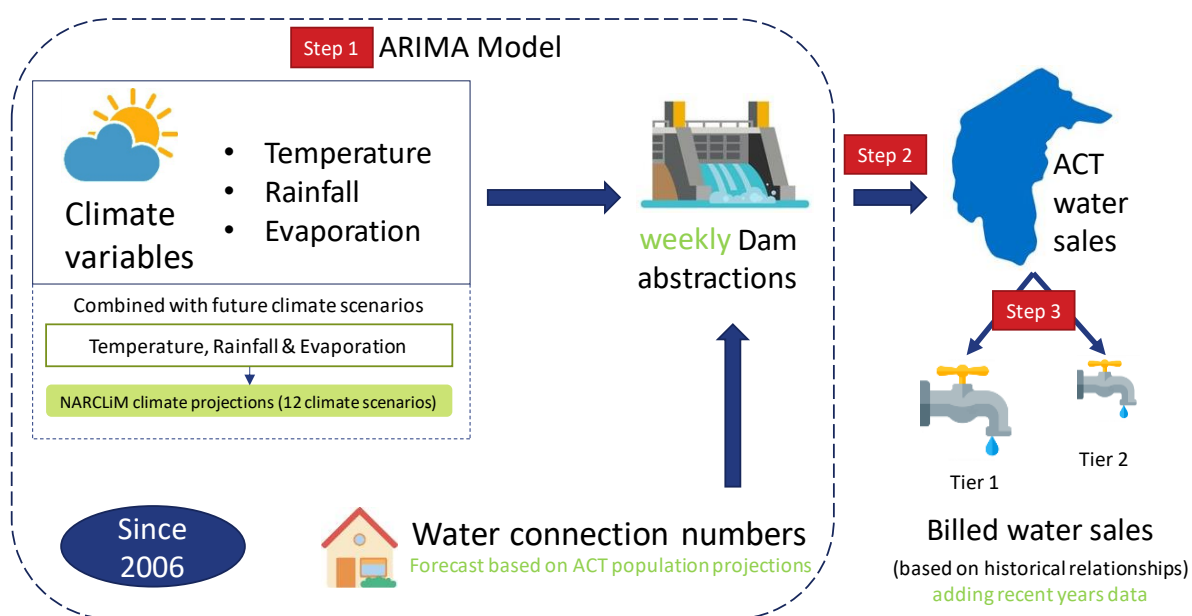 Step 1 ARIMA Model
Climate
variables
• Temperature
• Rainfall
• Evaporation
Combined with future climate scenarios
Temperature, Rainfall & Evaporation
NARCLiM climate projections (12 climate scenarios)
Since
2006
weekly Dam
abstractions
Water connection numbers
Forecast based on ACT population projections
Step 2
ACT
water
sales
Step 3
Tier 1
Tier 2
Billed water sales
(based on historical relationships)
adding recent years data